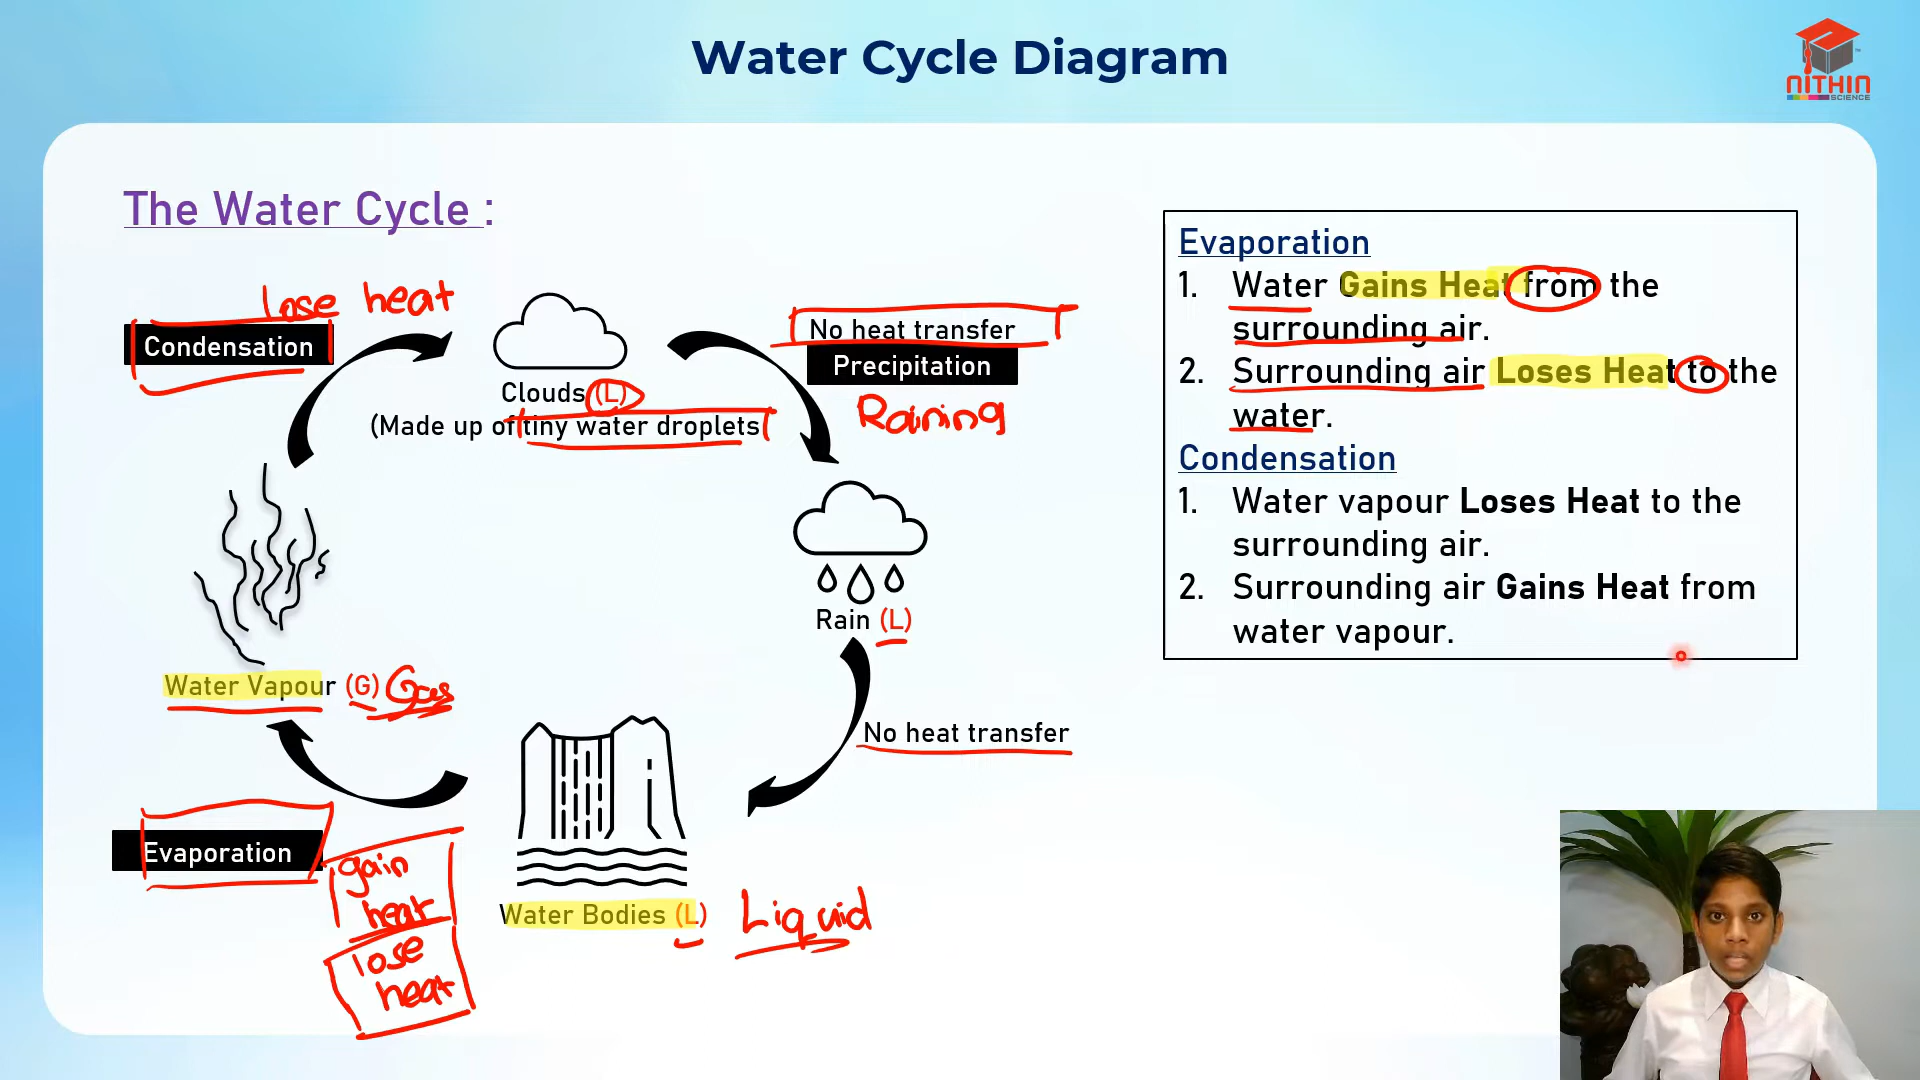 Water Cycle Diagram
NITHIN
SCIENCE
The Water Cycle :
lose heat
Condensation
Clouds (L)
(Made up of tiny water droplets)
No heat transfer
Precipitation
Raining
Rain (L)
No heat transfer
Water Vapour (G) Gas
Evaporation
gain
heat
lose
heat
Water Bodies (L) Liquid
Evaporation
1. Water Gains Heat from the
surrounding air.
2. Surrounding air Loses Heat to the
water.
Condensation
1. Water vapour Loses Heat to the
surrounding air.
2. Surrounding air Gains Heat from
water vapour.